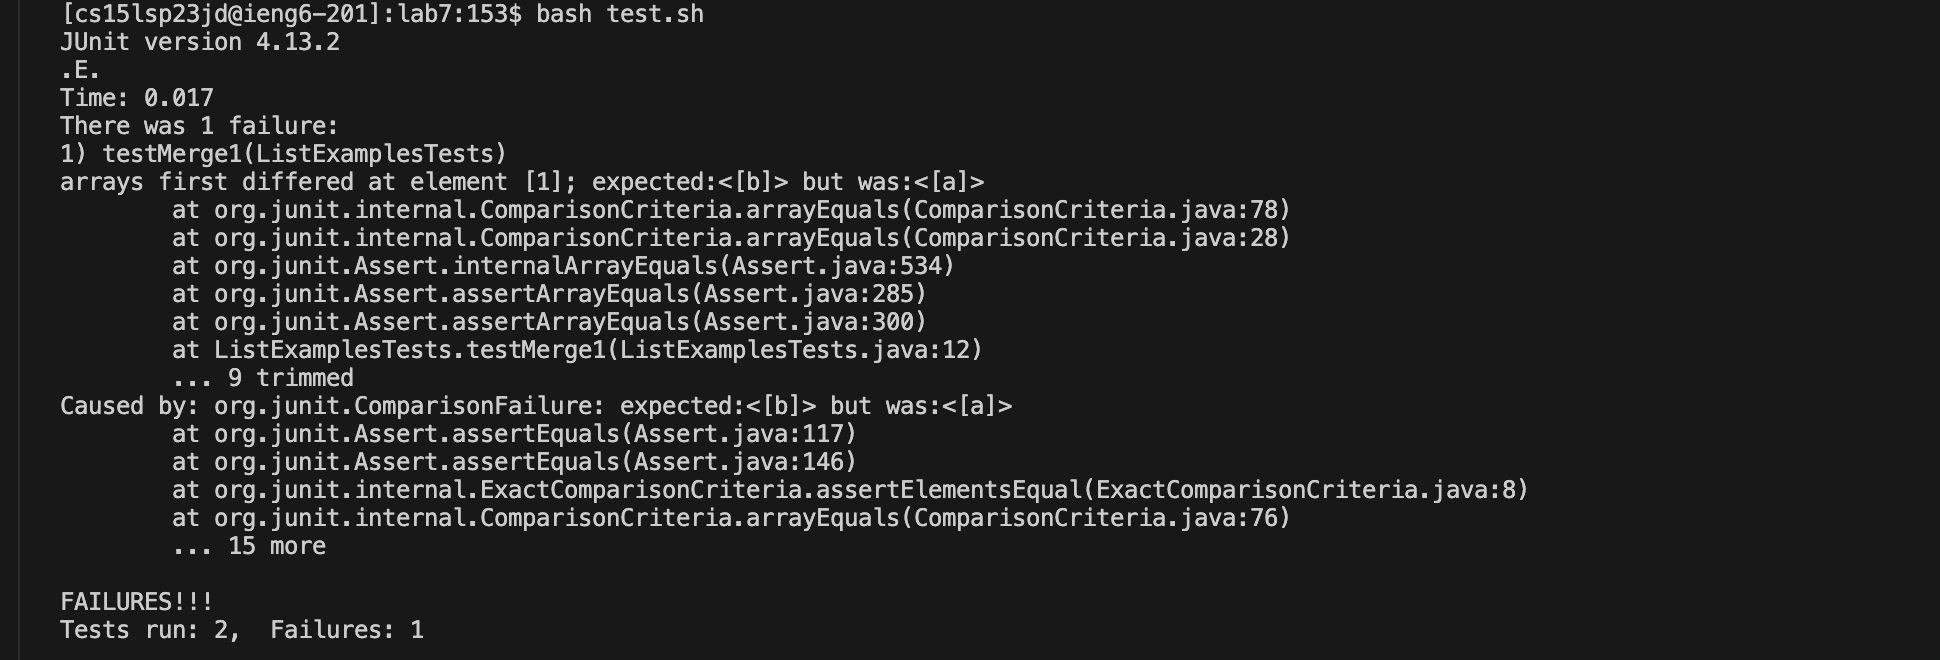 [cs15lsp23jd@ieng6-201]:lab7:153$ bash test.sh
JUnit version 4.13.2
.E.
Time: 0.017
There was 1 failure:
1) testMerge1(ListExamplesTests)
arrays first differed at element [1]; expected:<[b]> but was:<[a]>
        at org.junit.internal.ComparisonCriteria.arrayEquals(ComparisonCriteria.java:78)
        at org.junit.internal.ComparisonCriteria.arrayEquals(ComparisonCriteria.java:28)
        at org.junit.Assert.internalArrayEquals(Assert.java:534)
        at org.junit.Assert.assertArrayEquals(Assert.java:285)
        at org.junit.Assert.assertArrayEquals(Assert.java:300)
        at ListExamplesTests.testMerge1(ListExamplesTests.java:12)
        ... 9 trimmed
Caused by: org.junit.ComparisonFailure: expected:<[b]> but was:<[a]>
        at org.junit.Assert.assertEquals(Assert.java:117)
        at org.junit.Assert.assertEquals(Assert.java:146)
        at org.junit.internal.ExactComparisonCriteria.assertElementsEqual(ExactComparisonCriteria.java:8)
        at org.junit.internal.ComparisonCriteria.arrayEquals(ComparisonCriteria.java:76)
        ... 15 more

FAILURES!!!
Tests run: 2,  Failures: 1